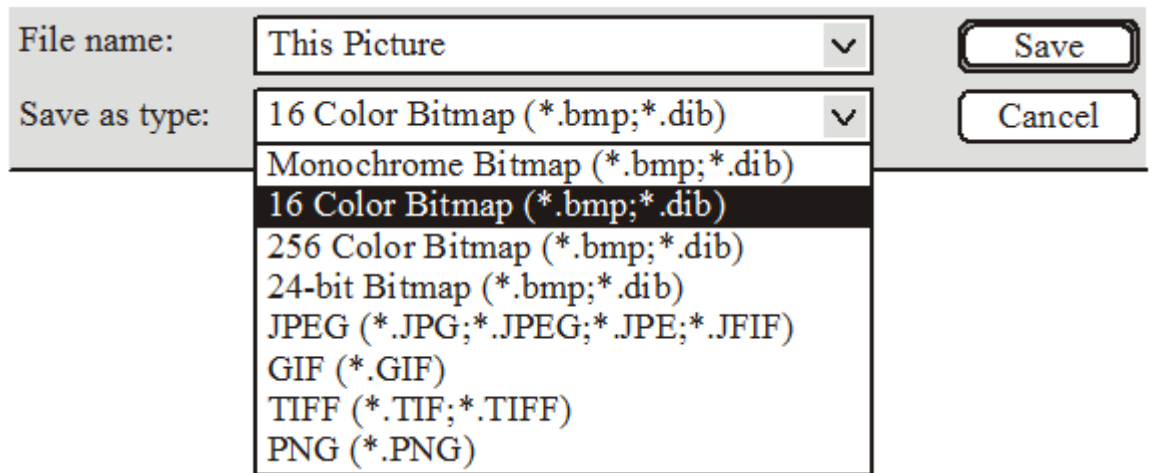 File name: This Picture Save
Save as type: 16 Color Bitmap (*.bmp;*.dib) Cancel
Monochrome Bitmap (*.bmp;*.dib)
16 Color Bitmap (*.bmp;*.dib)
256 Color Bitmap (*.bmp;*.dib)
24-bit Bitmap (*.bmp;*.dib)
JPEG (*.JPG;*.JPEG;*.JPE;*.JFIF)
GIF (*.GIF)
TIFF (*.TIF;*.TIFF)
PNG (*.PNG)